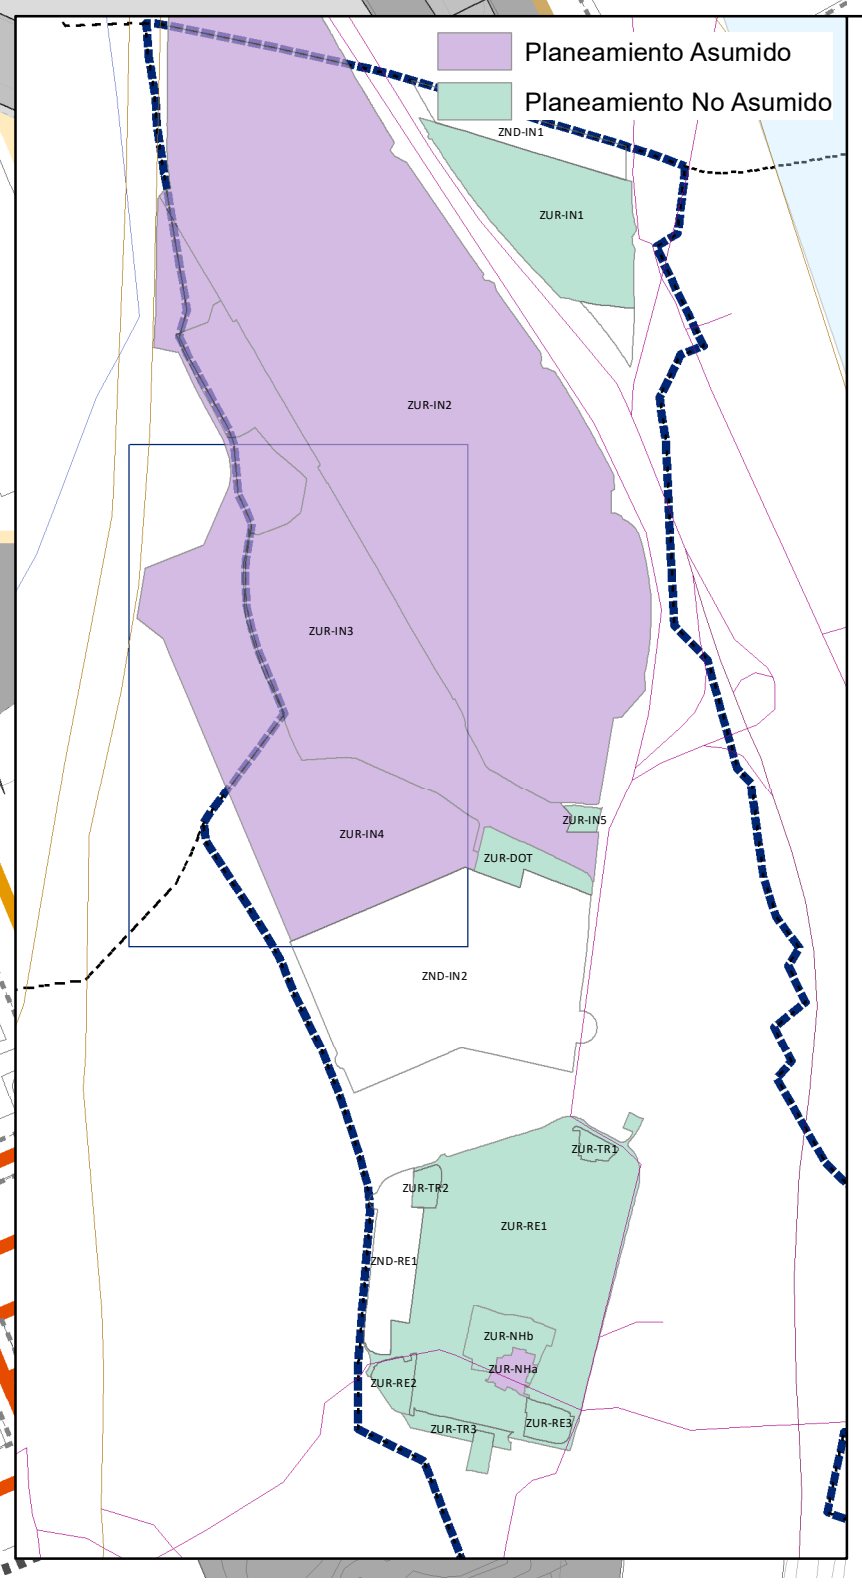 Planeamiento Asumido
Planeamiento No Asumido
ZND-IN1
ZUR-IN1
ZUR-IN2
ZUR-IN3
ZUR-IN5
ZUR-IN4
ZUR-DOT
ZND-IN2
ZUR-TR1
ZUR-TR2
ZUR-RE1
ZND-RE1
ZUR-NHb
ZUR-NHa
ZUR-RE2
ZUR-RE3
ZUR-TR3